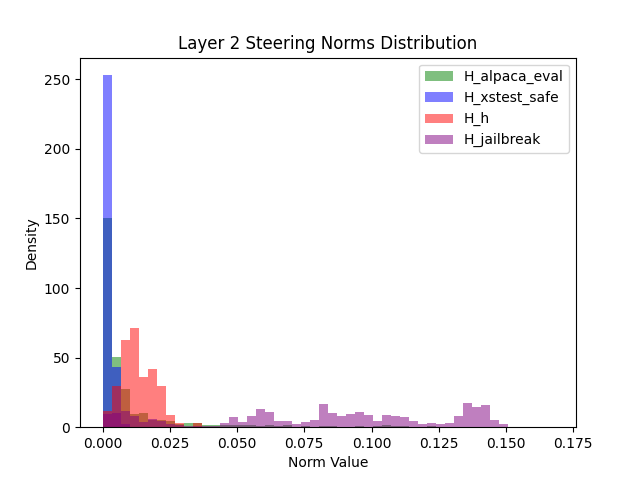 Layer 2 Steering Norms Distribution
H_alpaca_eval
H_xstest_safe
H_h
H_jailbreak
Density
250
200
150
100
50
0
0.000 0.025 0.050 0.075 0.100 0.125 0.150 0.175
Norm Value